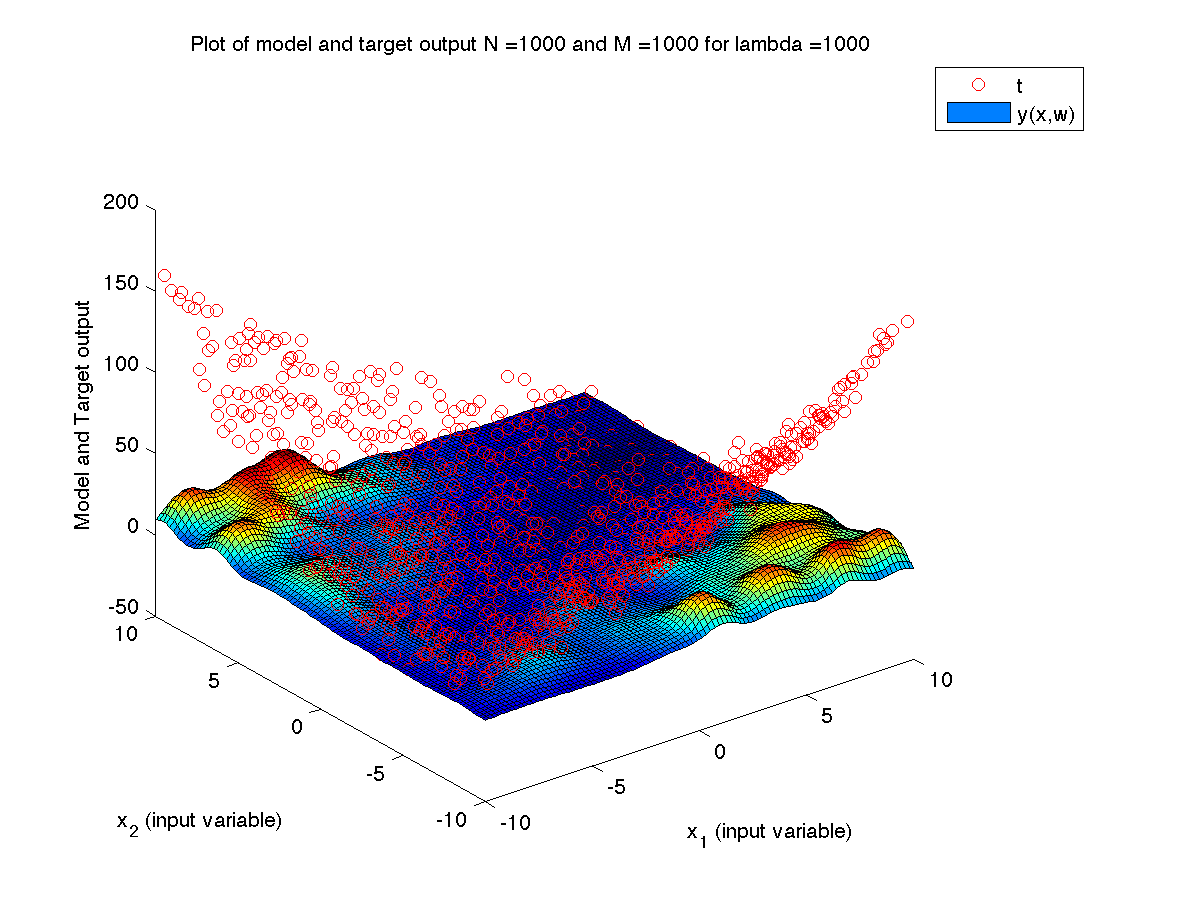 Plot of model and target output N =1000 and M =1000 for lambda =1000
t
y(x,w)
200
150
100
50
0
-50
Model and Target output
10
5
0
-5
-10
x2 (input variable)
-10
-5
0
5
10
x1 (input variable)